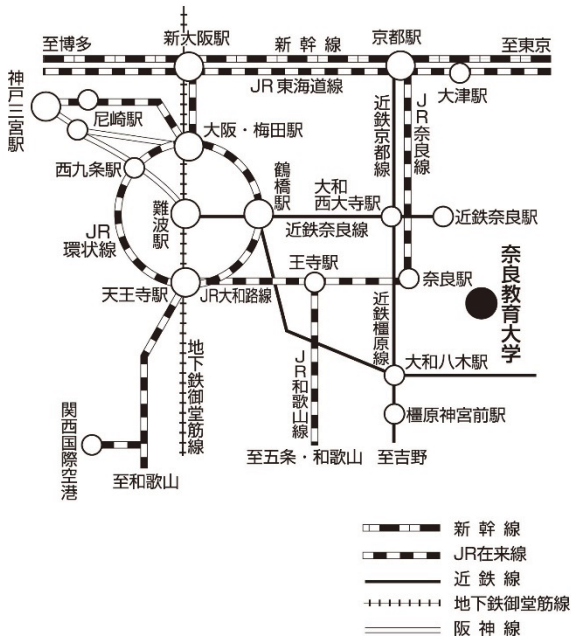 至博多
新大阪駅
新幹線
京都駅
至東京
JR東海道線
大津駅
神戸三宮駅
尼崎駅
大阪・梅田駅
西九条駅
鶴橋駅
近鉄京都線
JR奈良線
大和
西大寺駅
難波駅
近鉄奈良線
近鉄奈良駅
JR
環状線
天王寺駅
JR大和路線
王寺駅
奈良駅
奈良教育大学
近鉄橿原線
地下鉄御堂筋線
JR和歌山線
大和八木駅
橿原神宮前駅
関西国際空港
至和歌山
至五条・和歌山
至吉野
新幹線
JR在来線
近鉄線
地下鉄御堂筋線
阪神線